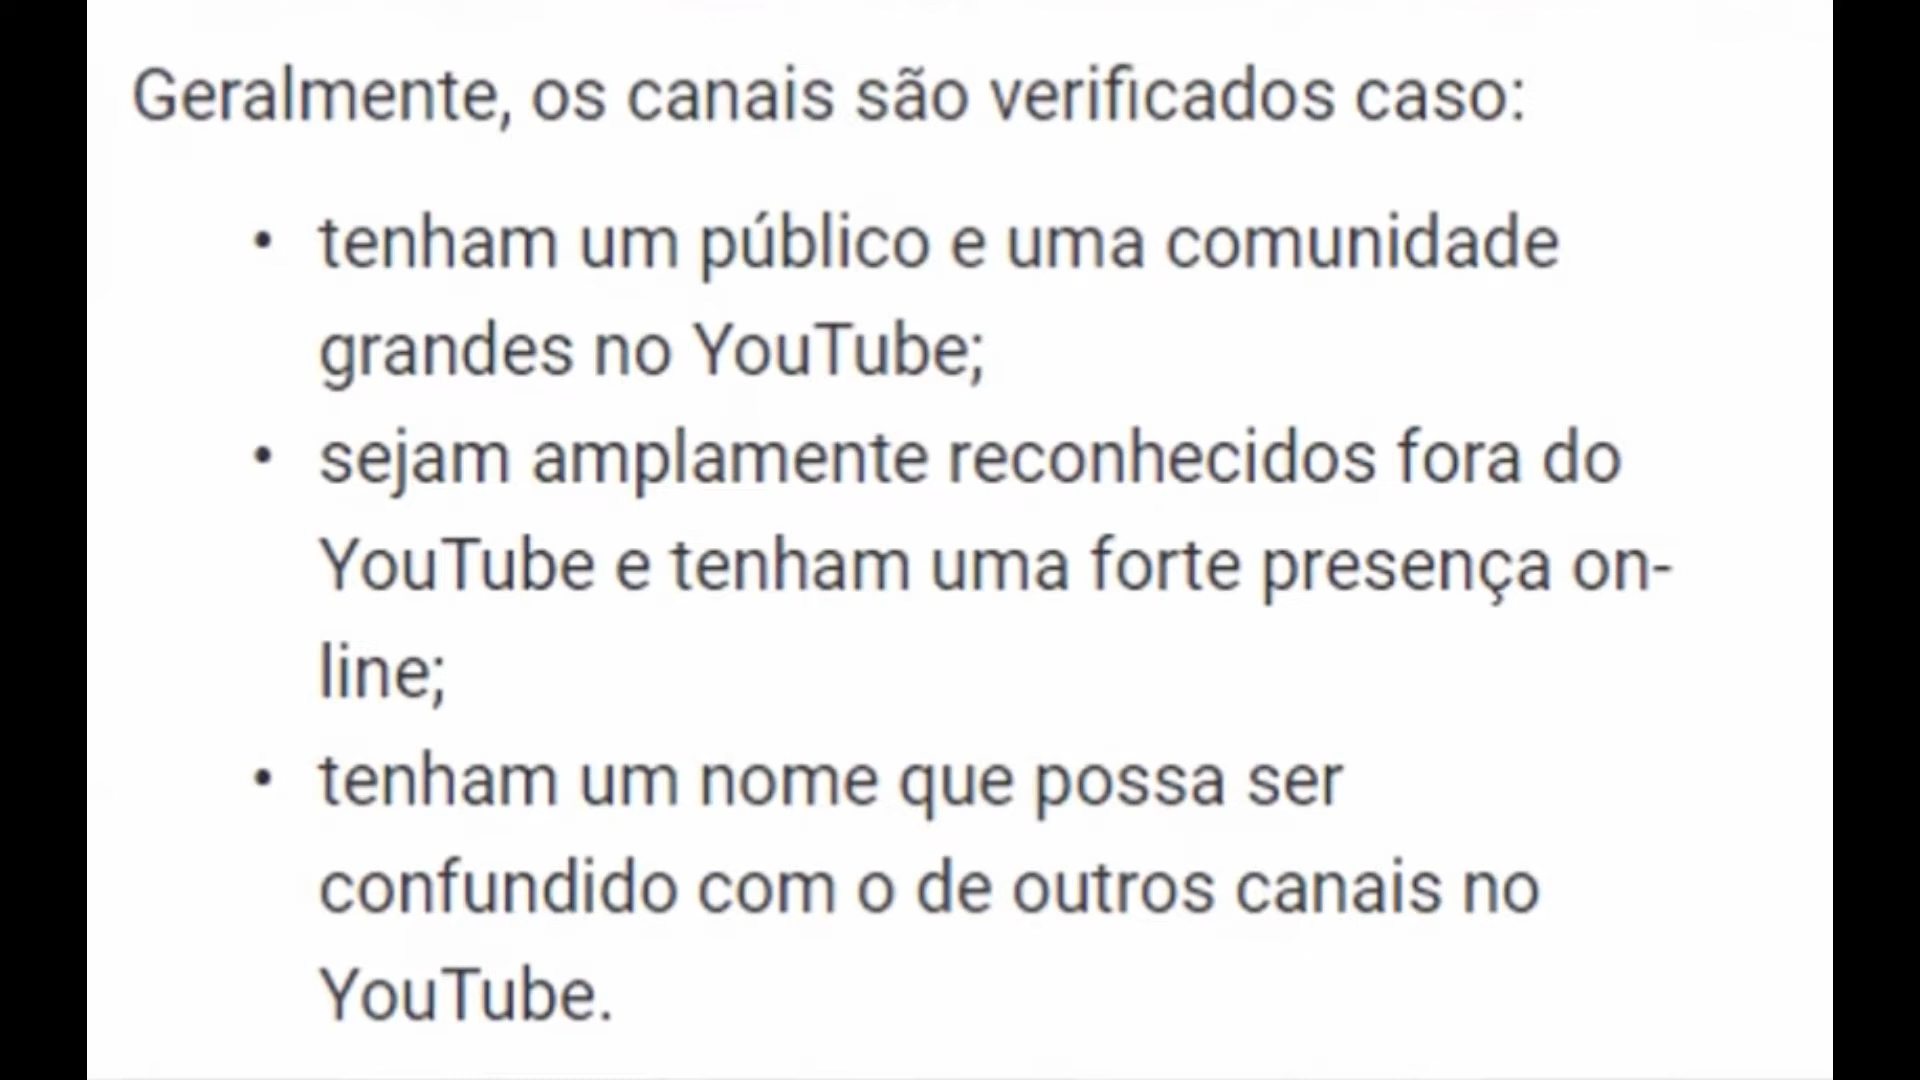 Geralmente, os canais são verificados caso:
• tenham um público e uma comunidade
grandes no YouTube;
• sejam amplamente reconhecidos fora do
YouTube e tenham uma forte presença on-
line;
• tenham um nome que possa ser
confundido com o de outros canais no
YouTube.